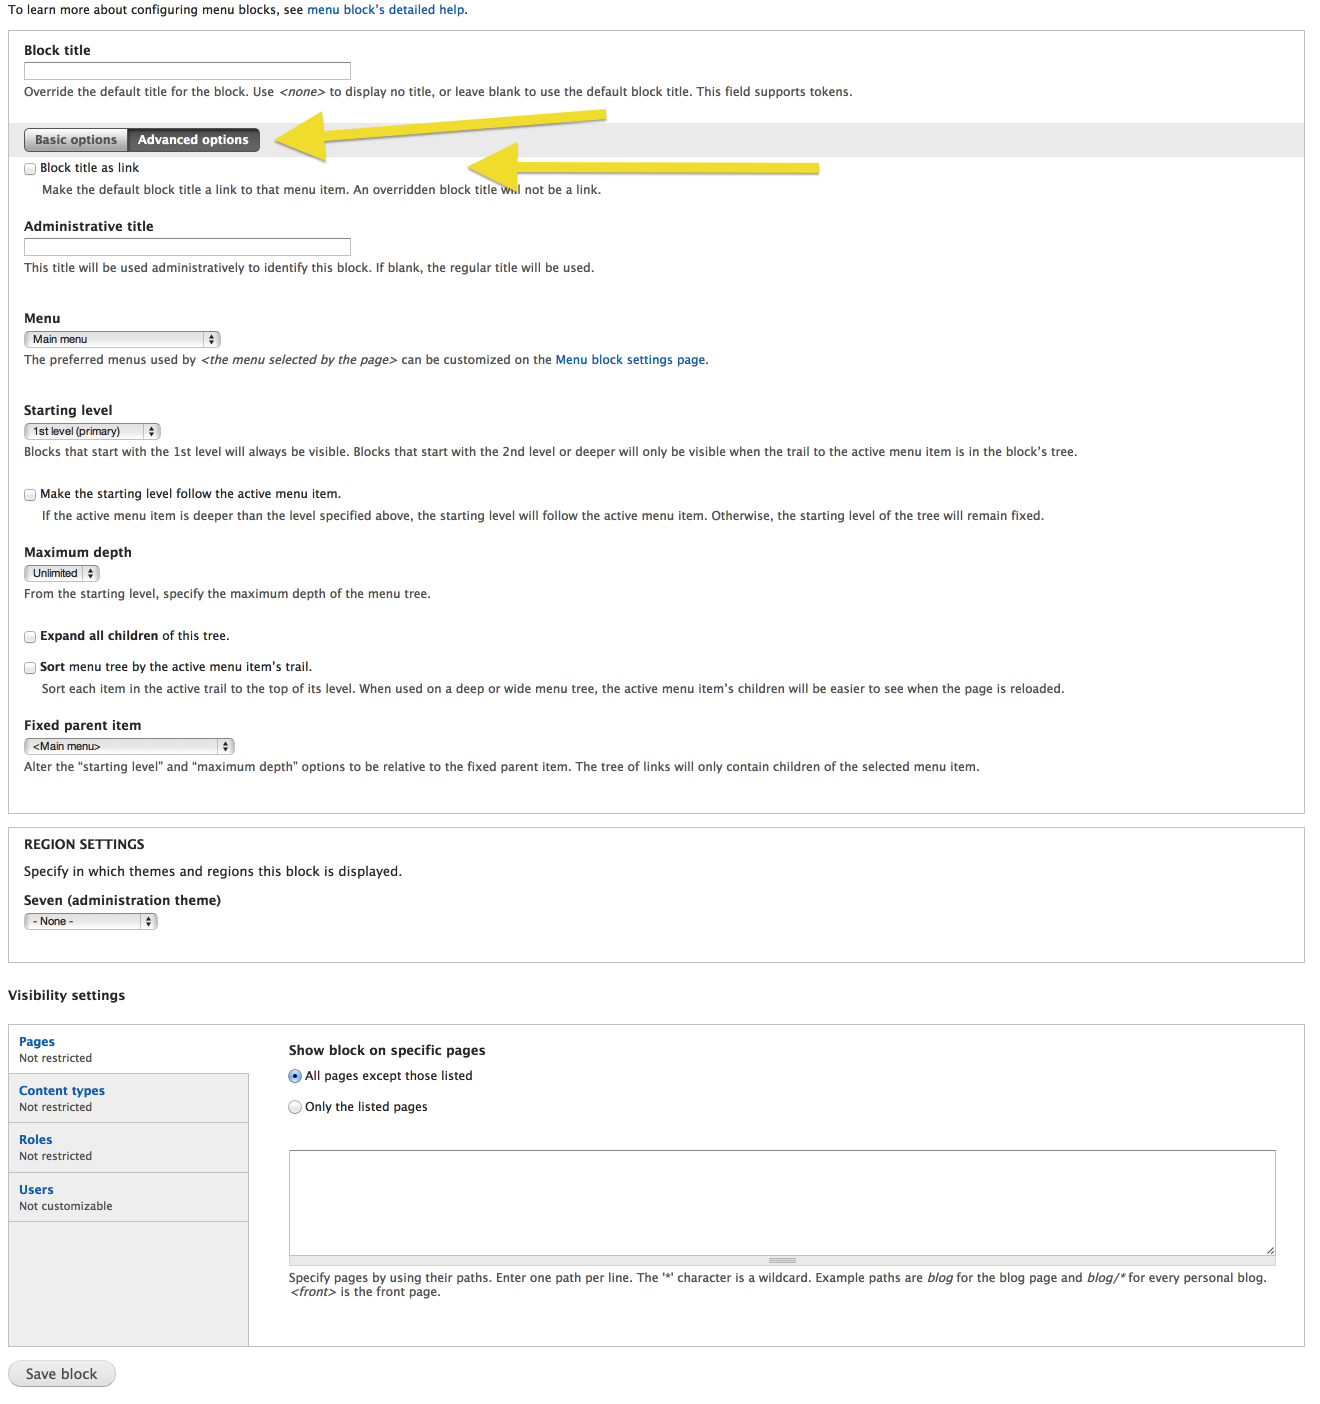 To learn more about configuring menu blocks, see menu block's detailed help.
Block title
Override the default title for the block. Use <none> to display no title, or leave blank to use the default block title. This field supports tokens.
Basic options Advanced options
Block title as link
Make the default block title a link to that menu item. An overridden block title will not be a link.
Administrative title
This title will be used administratively to identify this block. If blank, the regular title will be used.
Menu
Main menu
The preferred menus used by <the menu selected by the page> can be customized on the Menu block settings page.
Starting level
1st level (primary)
Blocks that start with the 1st level will always be visible. Blocks that start with the 2nd level or deeper will only be visible when the trail to the active menu item is in the block's tree.
Make the starting level follow the active menu item.
If the active menu item is deeper than the level specified above, the starting level will follow the active menu item. Otherwise, the starting level of the tree will remain fixed.
Maximum depth
Unlimited
From the starting level, specify the maximum depth of the menu tree.
Expand all children of this tree.
Sort menu tree by the active menu item's trail.
Sort each item in the active trail to the top of its level. When used on a deep or wide menu tree, the active menu item's children will be easier to see when the page is reloaded.
Fixed parent item
<Main menu>
Alter the “starting level” and “maximum depth” options to be relative to the fixed parent item. The tree of links will only contain children of the selected menu item.
REGION SETTINGS
Specify in which themes and regions this block is displayed.
Seven (administration theme)
- None -
Visibility settings
Pages
Not restricted
Content types
Not restricted
Roles
Not restricted
Users
Not customizable
Show block on specific pages
All pages except those listed
Only the listed pages
Specify pages by using their paths. Enter one path per line. The '*' character is a wildcard. Example paths are blog for the blog page and blog/* for every personal blog.
<front> is the front page.
Save block